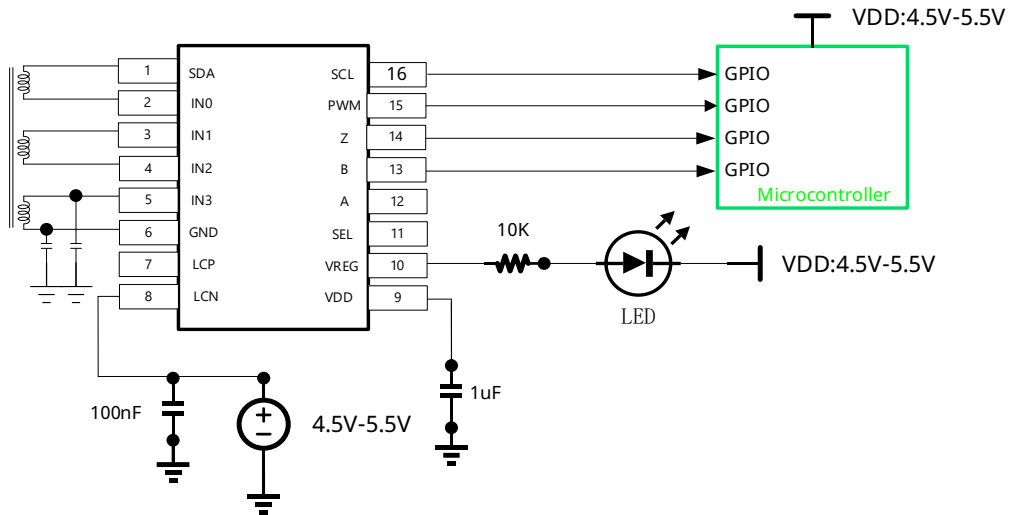 VDD:4.5V-5.5V
1 SDA SCL 16 GPIO
2 IN0 PWM 15 GPIO
3 IN1 Z 14 GPIO
4 IN2 B 13 GPIO
Microcontroller
5 IN3 A 12
6 GND SEL 11
10K
7 LCP VREG 10
VDD:4.5V-5.5V
8 LCN VDD 9
LED
100nF
4.5V-5.5V
1uF